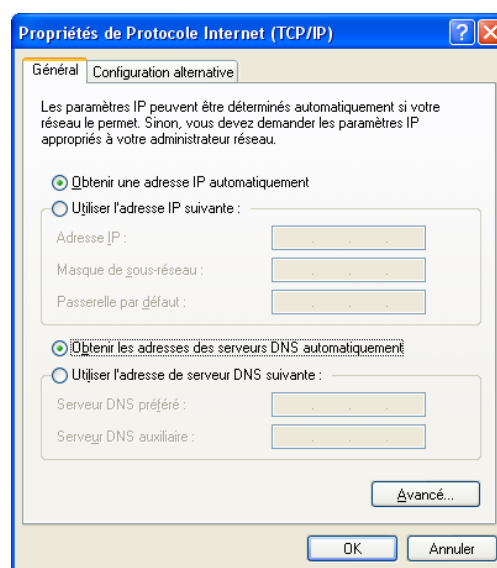 Propriétés de Protocole Internet (TCP/IP)
Général
Configuration alternative
Les paramètres IP peuvent être déterminés automatiquement si votre
réseau le permet. Sinon, vous devez demander les paramètres IP
appropriés à votre administrateur réseau.
Obtenir une adresse IP automatiquement
Utiliser l'adresse IP suivante :
Adresse IP :
Masque de sous-réseau :
Passerelle par défaut :
Obtenir les adresses des serveurs DNS automatiquement
Utiliser l'adresse de serveur DNS suivante :
Serveur DNS préféré :
Serveur DNS auxiliaire :
Avancé...
OK
Annuler